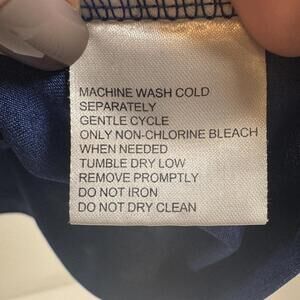 MACHINE WASH COLD
SEPARATELY
GENTLE CYCLE
ONLY NON-CHLORINE BLEACH
WHEN NEEDED
TUMBLE DRY LOW
REMOVE PROMPTLY
DO NOT IRON
DO NOT DRY CLEAN